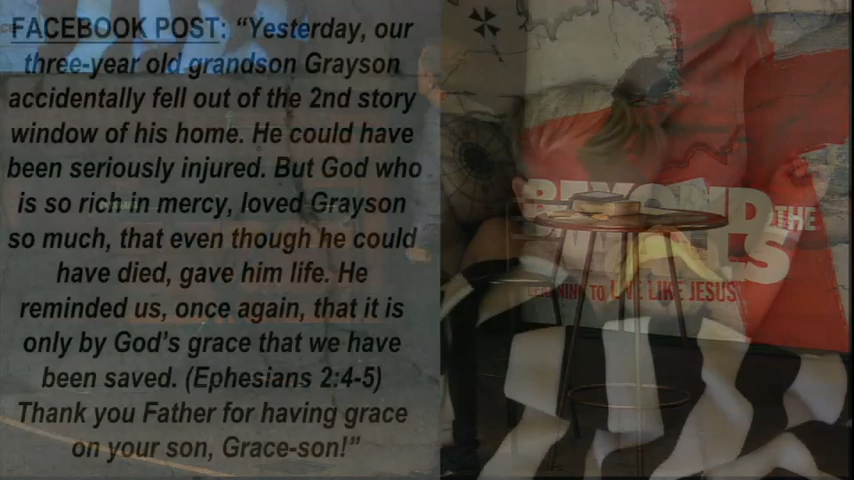 FACEBOOK POST: “Yesterday, our
three-year old grandson Grayson
accidentally fell out of the 2nd story
window of his home. He could have
been seriously injured. But God who
is so rich in mercy, loved Grayson
so much, that even though he could
have died, gave him life. He
reminded us, once again, that it is
only by God’s grace that we have
been saved. (Ephesians 2:4-5)
Thank you Father for having grace
on your son, Grace-son!”
BEYOND
THE
LEARNING TO LIVE LIKE JESUS